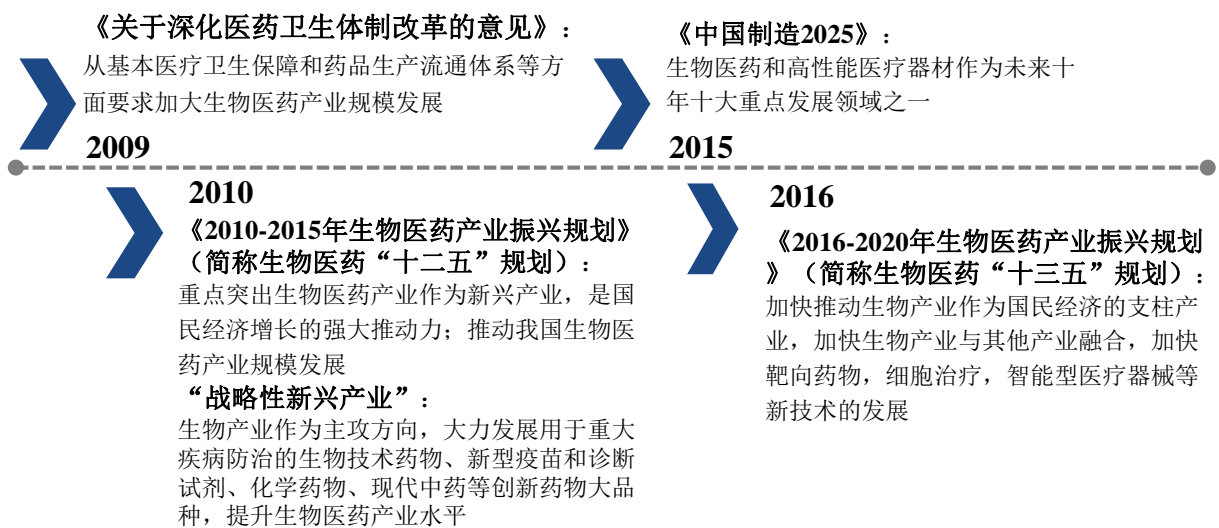 《关于深化医药卫生体制改革的意见》：
从基本医疗卫生保障和药品生产流通体系等方
面要求加大生物医药产业规模发展
2009
《中国制造2025》：
生物医药和高性能医疗器材作为未来十
年十大重点发展领域之一
2015
2010
《2010-2015年生物医药产业振兴规划》
（简称生物医药“十二五”规划）：
重点突出生物医药产业作为新兴产业，是国
民经济增长的强大推动力；推动我国生物医
药产业规模发展
“战略性新兴产业”：
生物产业作为主攻方向，大力发展用于重大
疾病防治的生物技术药物、新型疫苗和诊断
试剂、化学药物、现代中药等创新药物大品
种，提升生物医药产业水平
2016
《2016-2020年生物医药产业振兴规划
》（简称生物医药“十三五”规划）：
加快推动生物产业作为国民经济的支柱产
业，加快生物产业与其他产业融合，加快
靶向药物，细胞治疗，智能型医疗器械等
新技术的发展